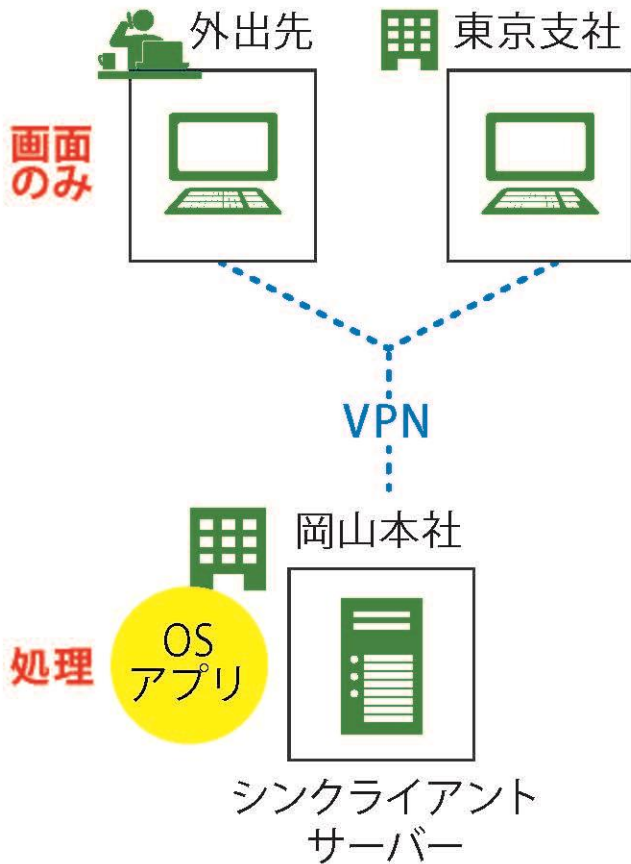 外出先
東京支社
画面
のみ
VPN
岡山本社
OS
アプリ
処理
シンクライアント
サーバー